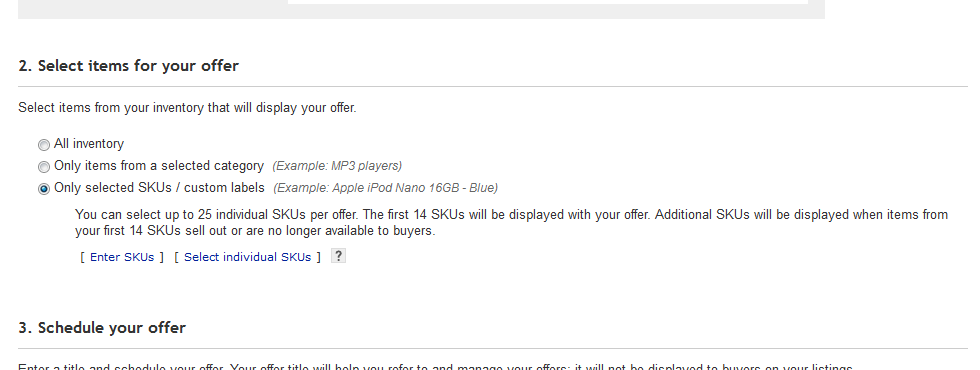 2. Select items for your offer
Select items from your inventory that will display your offer.
All inventory
Only items from a selected category (Example: MP3 players)
Only selected SKUs / custom labels (Example: Apple iPod Nano 16GB - Blue)
You can select up to 25 individual SKUs per offer. The first 14 SKUs will be displayed with your offer. Additional SKUs will be displayed when items from
your first 14 SKUs sell out or are no longer available to buyers.
[ Enter SKUs ] [ Select individual SKUs ] ?
3. Schedule your offer
Enter a title and schedule your offer. Your offer title will help you refer to and manage your offers; it will not be displayed to buyers on your listings.